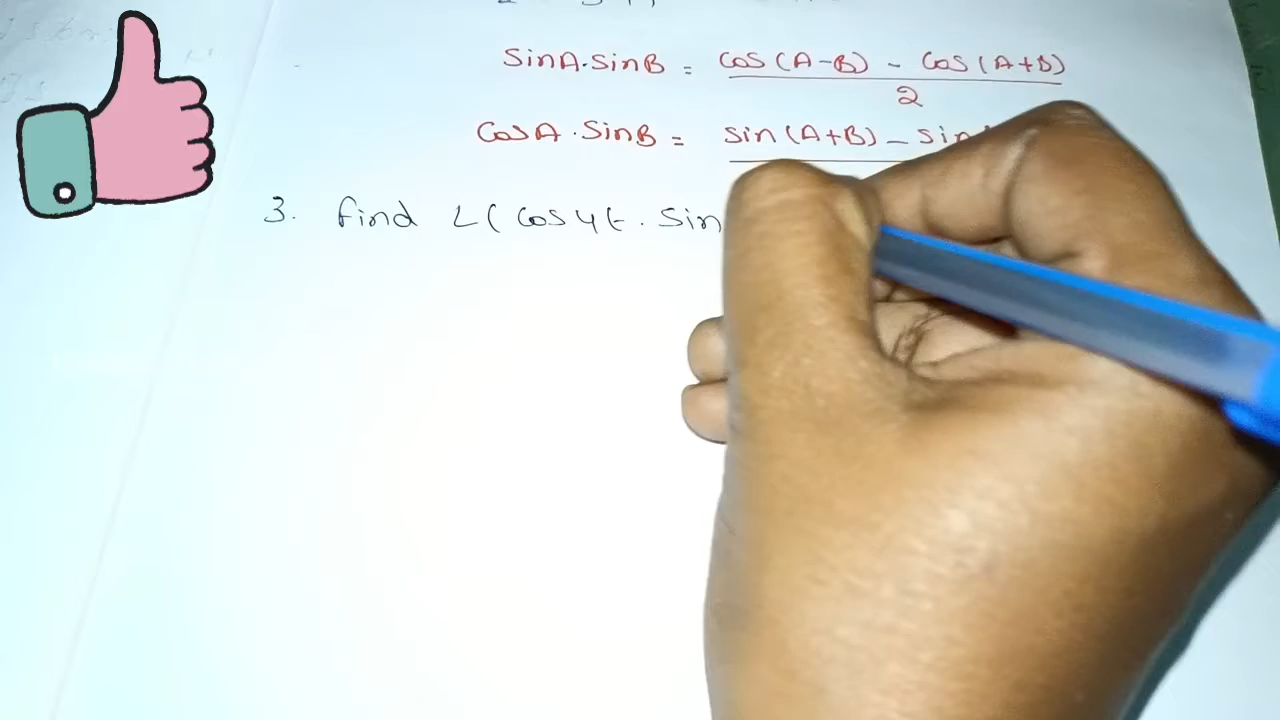 SinA.SinB = Cos(A-B) - Cos(A+B)
2
CosA.SinB = Sin(A+B) - Sin
3. Find L(Cos4t. Sin